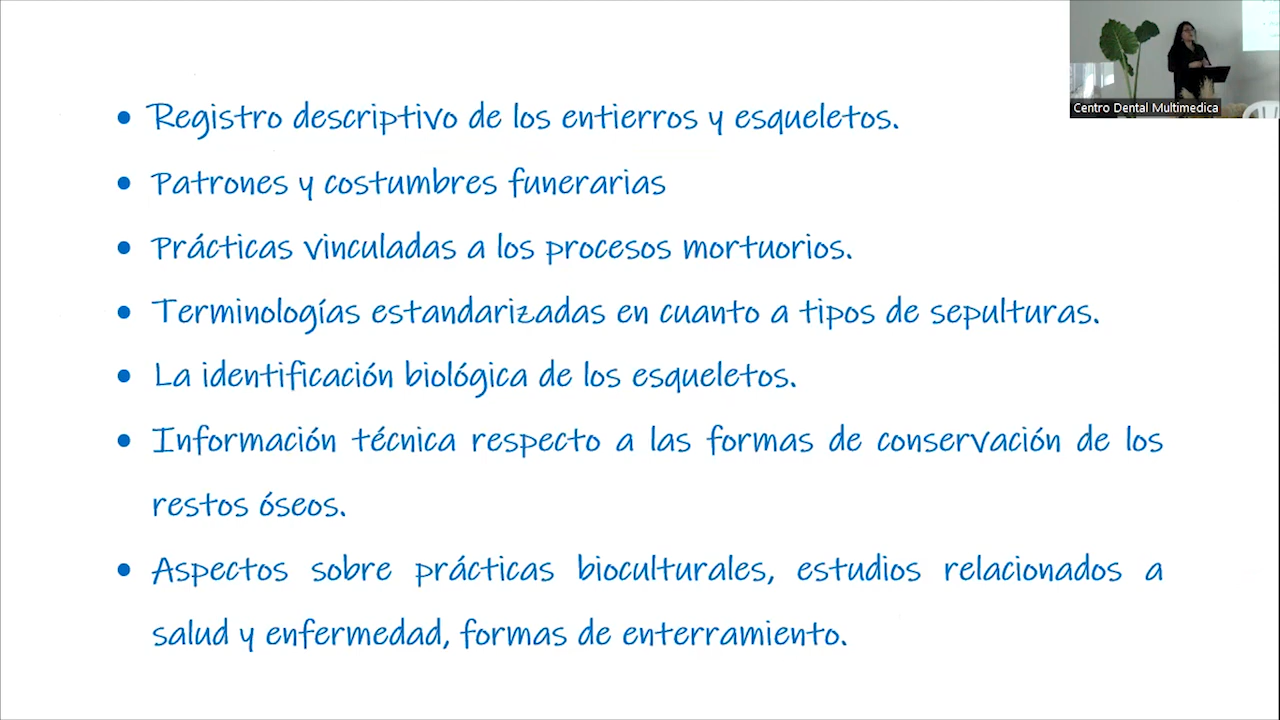 • Registro descriptivo de los entierros y esqueletos.
• Patrones y costumbres funerarias
• Prácticas vinculadas a los procesos mortuorios.
• Terminologías estandarizadas en cuanto a tipos de sepulturas.
• La identificación biológica de los esqueletos.
• Información técnica respecto a las formas de conservación de los
restos óseos.
• Aspectos sobre prácticas bioculturales, estudios relacionados a
salud y enfermedad, formas de enterramiento.
Centro Dental Multimedica